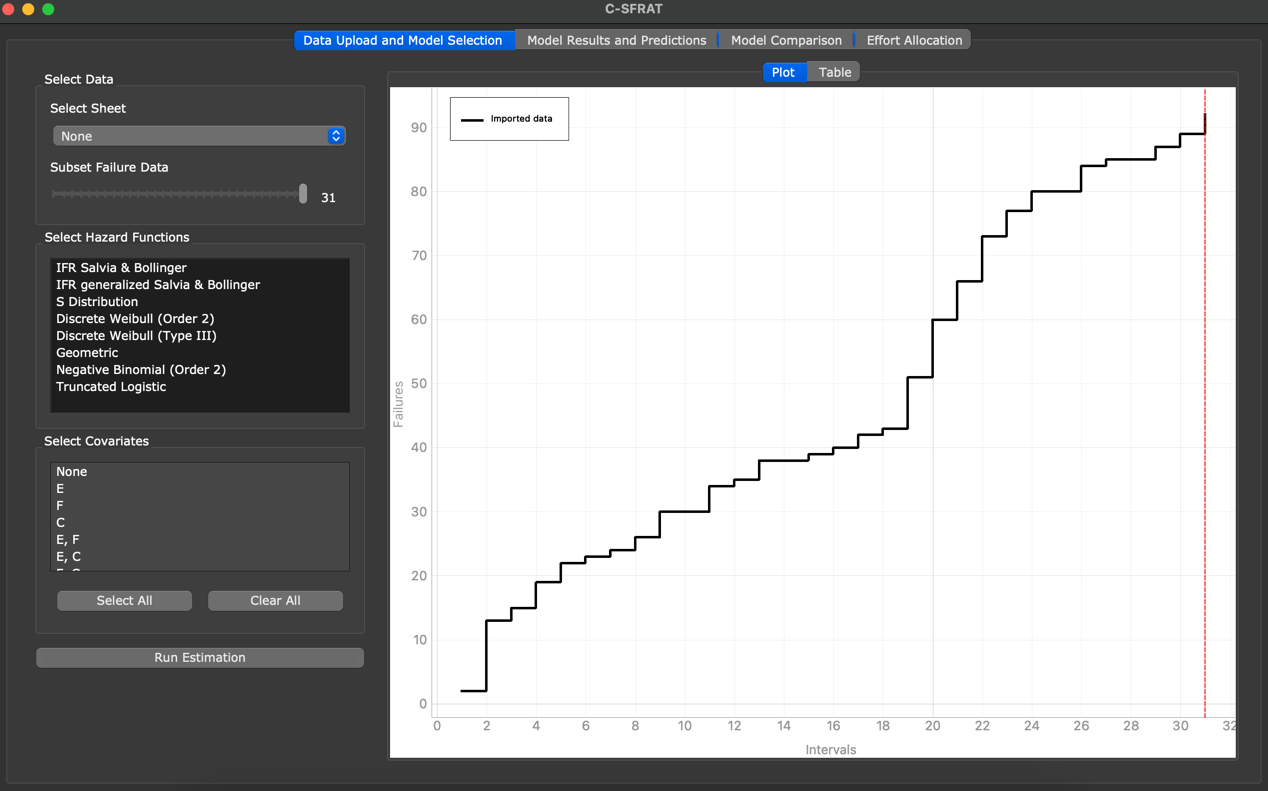 C-SFRAT
Data Upload and Model Selection
Model Results and Predictions
Model Comparison
Effort Allocation
Select Data
Select Sheet
None
Subset Failure Data
31
Select Hazard Functions
IFR Salvia & Bollinger
IFR generalized Salvia & Bollinger
S Distribution
Discrete Weibull (Order 2)
Discrete Weibull (Type III)
Geometric
Negative Binomial (Order 2)
Truncated Logistic
Select Covariates
None
E
F
C
E, F
E, C
Select All
Clear All
Run Estimation
Plot
Table
Imported data
90
80
70
60
50
40
30
20
10
0
Failures
0 2 4 6 8 10 12 14 16 18 20 22 24 26 28 30 32
Intervals